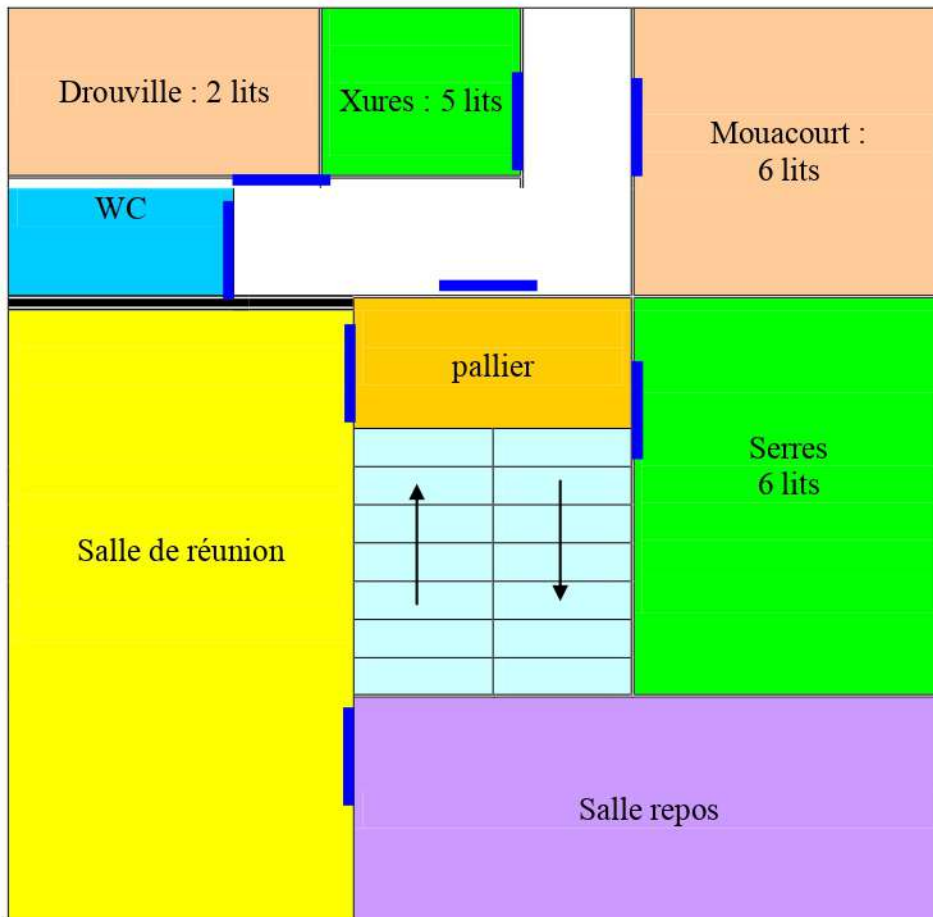 Drouville : 2 lits
Xures : 5 lits
Mouacourt :
6 lits
WC
pallier
Serres
6 lits
Salle de réunion
Salle repos